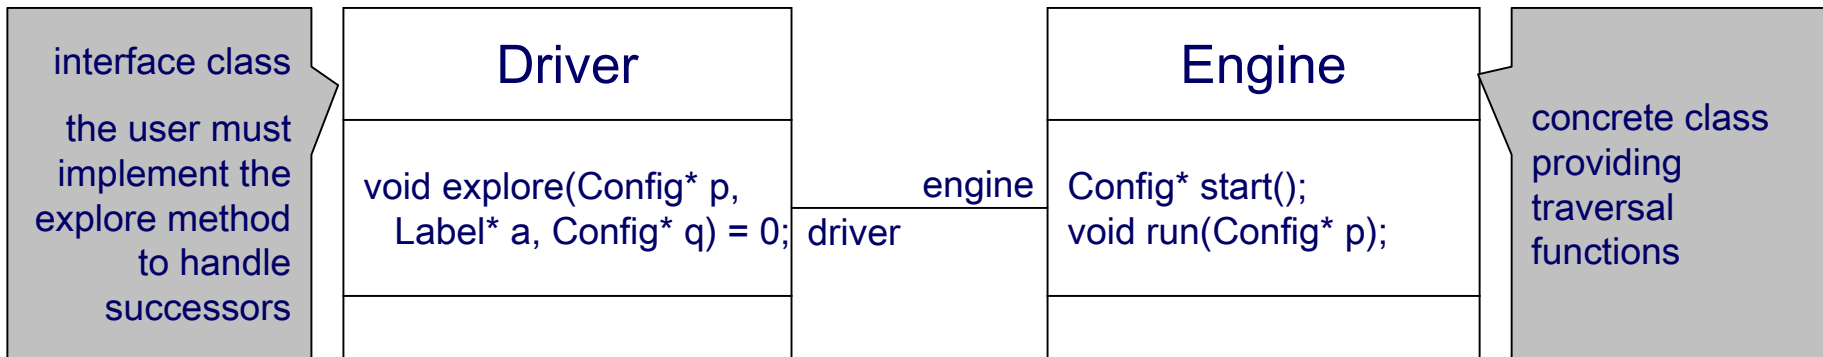 interface class
the user must
implement the
explore method
to handle
successors
Driver
void explore(Config* p,
Label* a, Config* q) = 0;
engine
driver
Engine
Config* start();
void run(Config* p);
concrete class
providing
traversal
functions